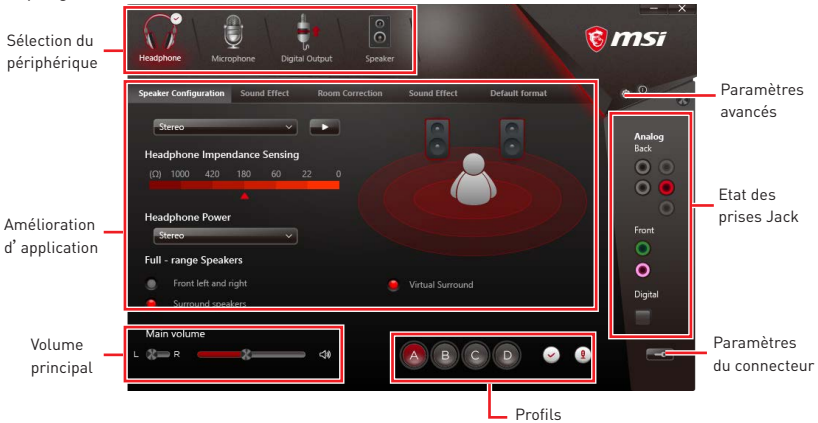 Sélection du
périphérique
Headphone
Microphone
Digital Output
Speaker
msi
Paramètres
avancés
Speaker Configuration
Sound Effect
Room Correction
Sound Effect
Default format
Stereo
Headphone Impendance Sensing
(Ω) 1000 420 180 60 22 0
Headphone Power
Stereo
Full - range Speakers
Front left and right
Surround speakers
Virtual Surround
Amélioration
d’application
Analog
Back
Front
Digital
Etat des
prises Jack
Volume
principal
Main volume
L R
A B C D
Paramètres
du connecteur
Profils